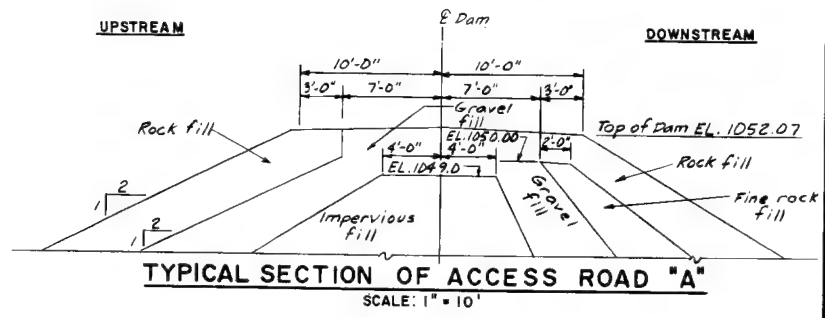 ℄ Dam
UPSTREAM
DOWNSTREAM
10'-0"
10'-0"
3'-0"
7'-0"
7'-0"
3'-0"
Gravel fill
Rock fill
EL.1050.00
2'-0"
Top of Dam EL. 1052.07
4'-0"
4'-0"
EL.1049.0
Rock fill
Gravel fill
Fine rock fill
2
1
2
1
Impervious fill
TYPICAL SECTION OF ACCESS ROAD "A"
SCALE: 1" = 10'